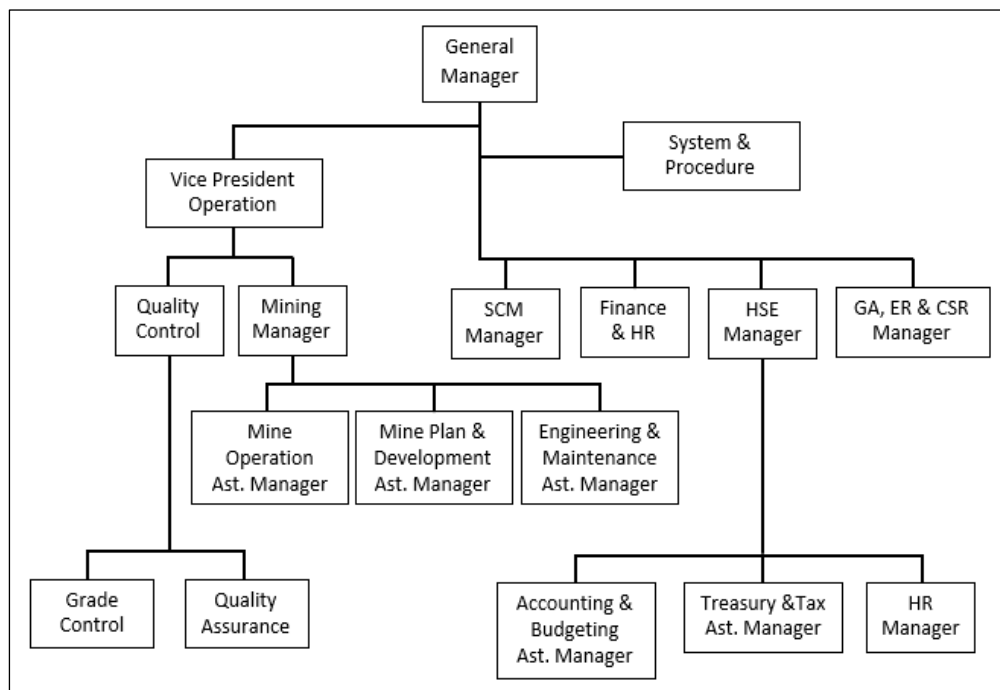 General
Manager
System &
Procedure
Vice President
Operation
Quality
Control
Mining
Manager
SCM
Manager
Finance
& HR
HSE
Manager
GA, ER & CSR
Manager
Mine
Operation
Ast. Manager
Mine Plan &
Development
Ast. Manager
Engineering &
Maintenance
Ast. Manager
Grade
Control
Quality
Assurance
Accounting &
Budgeting
Ast. Manager
Treasury &Tax
Ast. Manager
HR
Manager